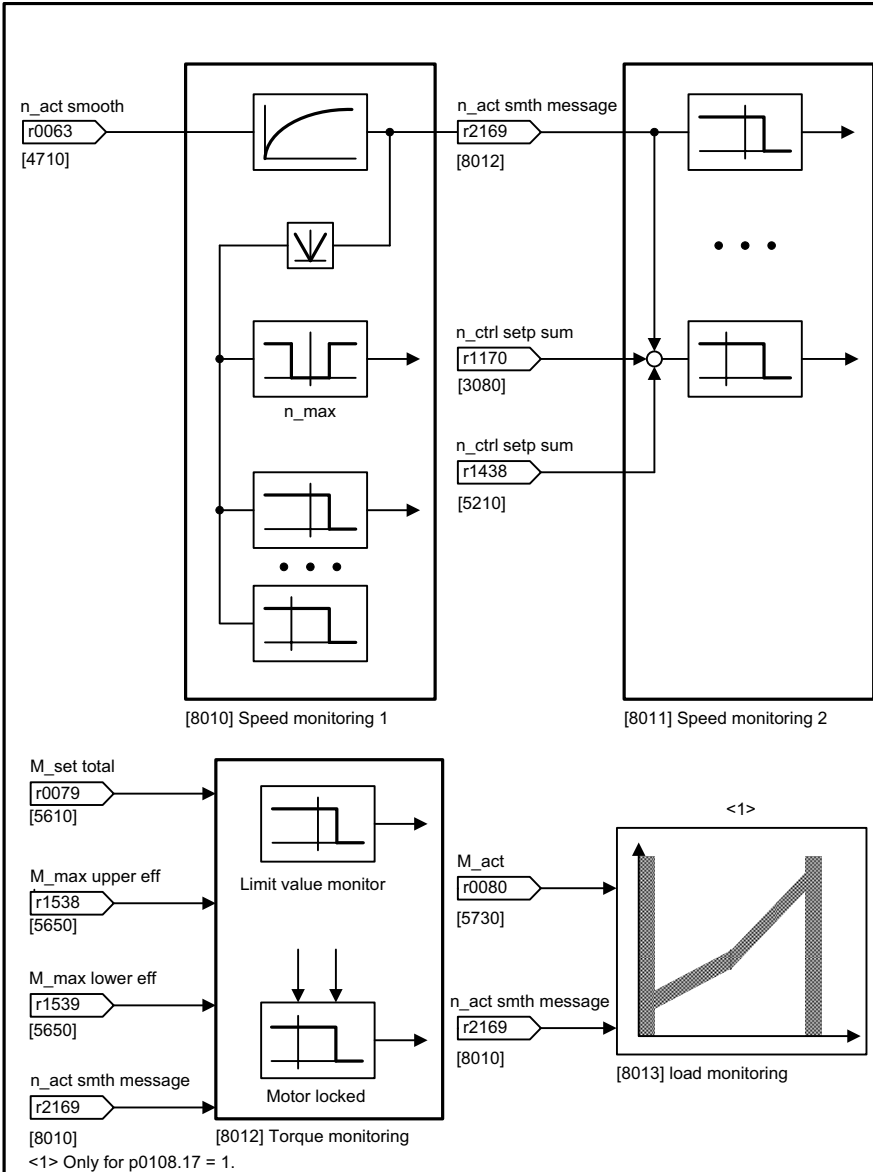 n_act smooth
r0063
[4710]
n_max
[8010] Speed monitoring 1
n_act smth message
r2169
[8012]
n_ctrl setp sum
r1170
[3080]
n_ctrl setp sum
r1438
[5210]
[8011] Speed monitoring 2
M_set total
r0079
[5610]
M_max upper eff
r1538
[5650]
M_max lower eff
r1539
[5650]
n_act smth message
r2169
[8010]
Limit value monitor
Motor locked
[8012] Torque monitoring
M_act
r0080
[5730]
n_act smth message
r2169
[8010]
<1>
[8013] load monitoring
<1> Only for p0108.17 = 1.